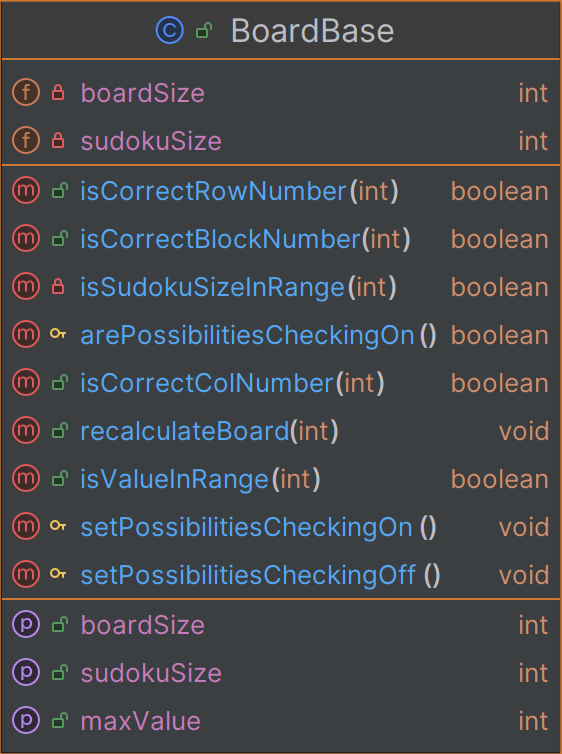 C BoardBase
f boardSize int
f sudokuSize int
m isCorrectRowNumber(int) boolean
m isCorrectBlockNumber(int) boolean
m isSudokuSizeInRange(int) boolean
m arePossibilitiesCheckingOn () boolean
m isCorrectColNumber(int) boolean
m recalculateBoard(int) void
m isValueInRange(int) boolean
m setPossibilitiesCheckingOn () void
m setPossibilitiesCheckingOff () void
p boardSize int
p sudokuSize int
p maxValue int